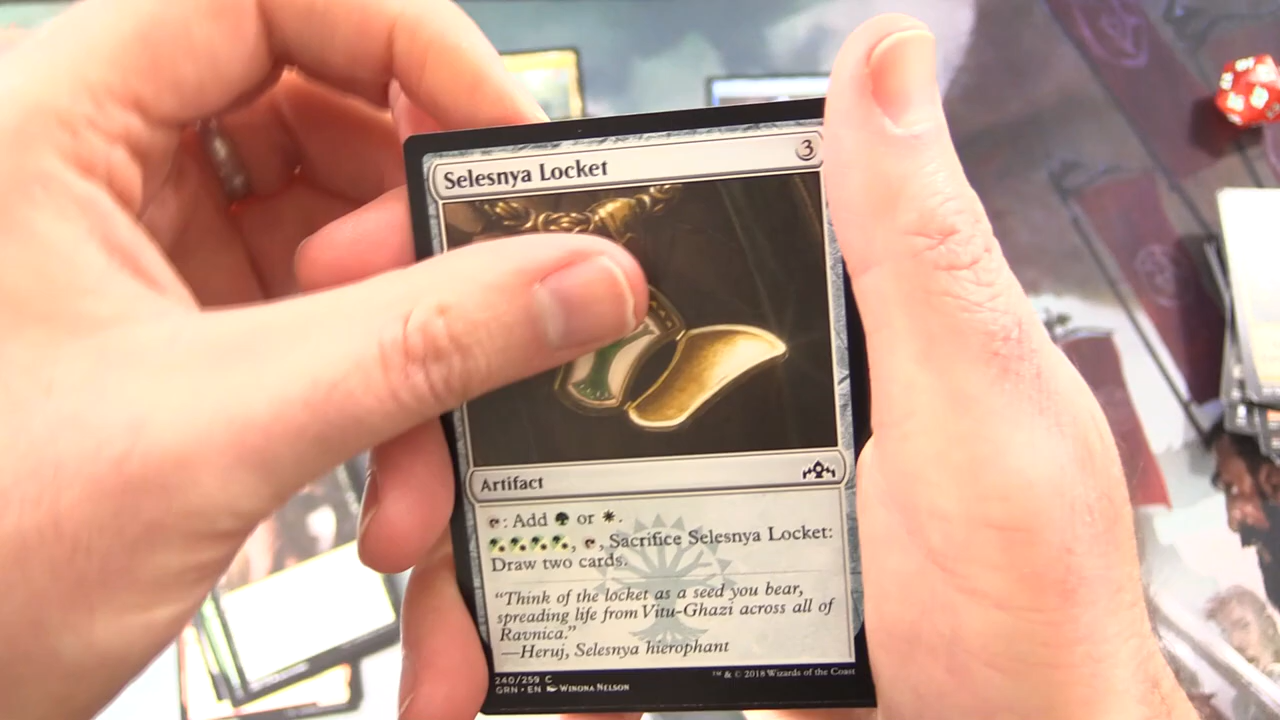 Selesnya Locket 3
Artifact
: Add or .
, , Sacrifice Selesnya Locket:
Draw two cards.
“Think of the locket as a seed you bear,
spreading life from Vitu-Ghazi across all of
Ravnica.”
—Heruj, Selesnya hierophant
240/259 C
GRN • EN Winona Nelson
™ & © 2018 Wizards of the Coast